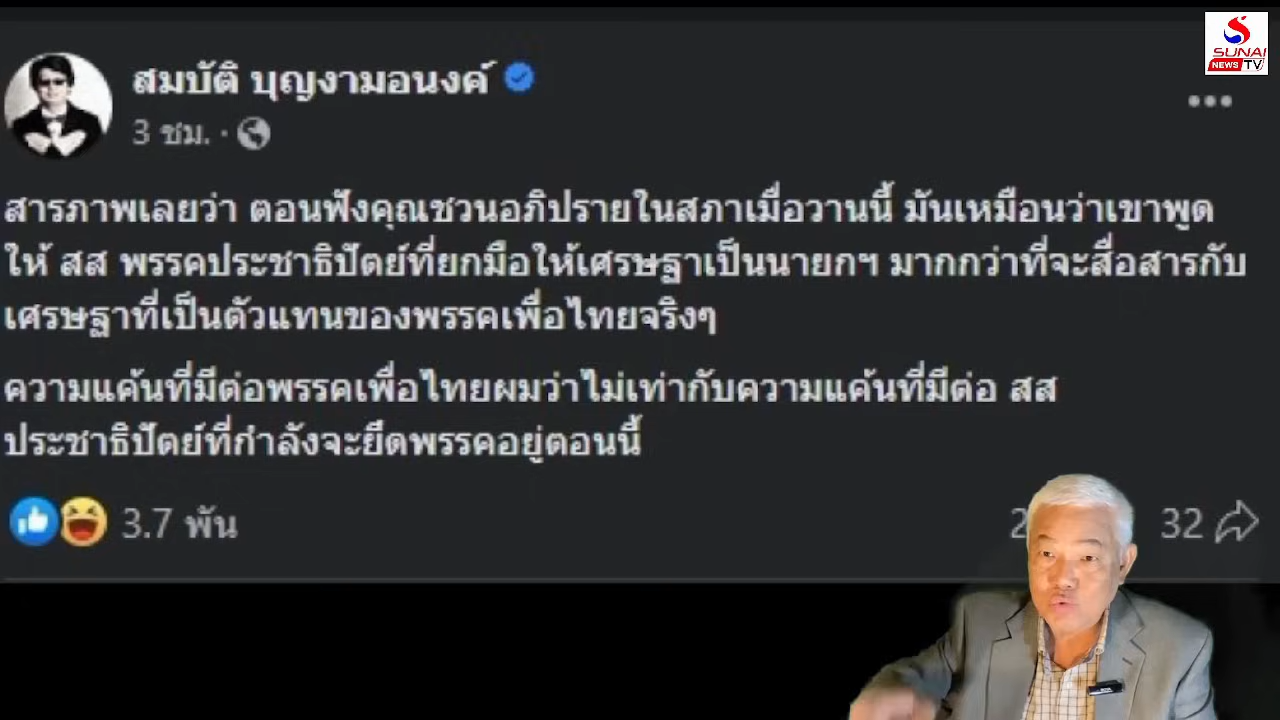 SUNAI
NEWS TV
สมบัติ บุญงามอนงค์
3 ชม. ·
สารภาพเลยว่า ตอนฟังคุณชวนอภิปรายในสภาเมื่อวานนี้ มันเหมือนว่าเขาพูด
ให้ สส พรรคประชาธิปัตย์ที่ยกมือให้เศรษฐาเป็นนายกฯ มากกว่าที่จะสื่อสารกับ
เศรษฐาที่เป็นตัวแทนของพรรคเพื่อไทยจริงๆ
ความแค้นที่มีต่อพรรคเพื่อไทยผมว่าไม่เท่ากับความแค้นที่มีต่อ สส
ประชาธิปัตย์ที่กำลังจะยึดพรรคอยู่ตอนนี้
3.7 พัน 32